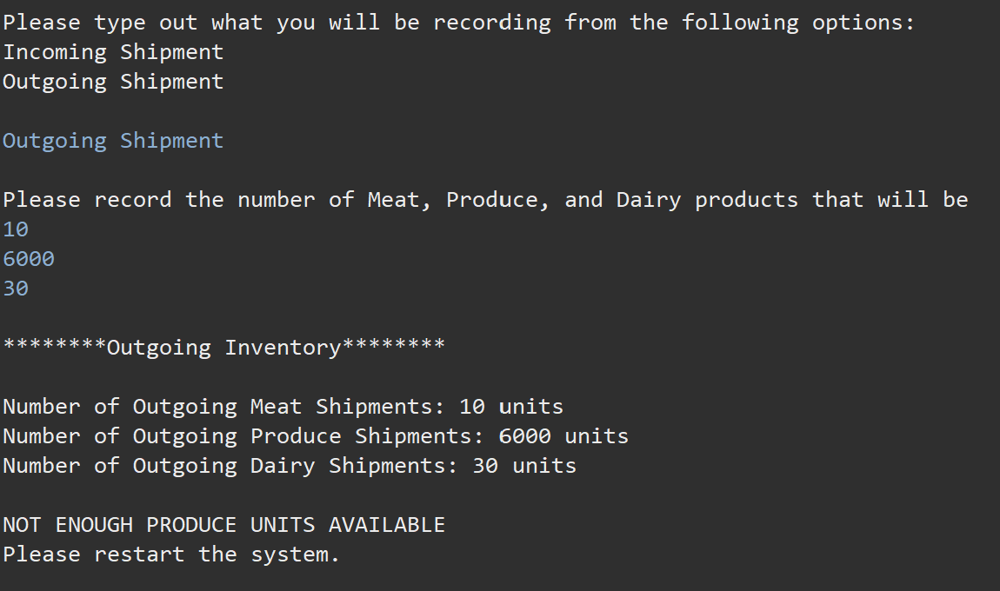 Please type out what you will be recording from the following options:
Incoming Shipment
Outgoing Shipment
Outgoing Shipment
Please record the number of Meat, Produce, and Dairy products that will be
10
6000
30
********Outgoing Inventory********
Number of Outgoing Meat Shipments: 10 units
Number of Outgoing Produce Shipments: 6000 units
Number of Outgoing Dairy Shipments: 30 units
NOT ENOUGH PRODUCE UNITS AVAILABLE
Please restart the system.